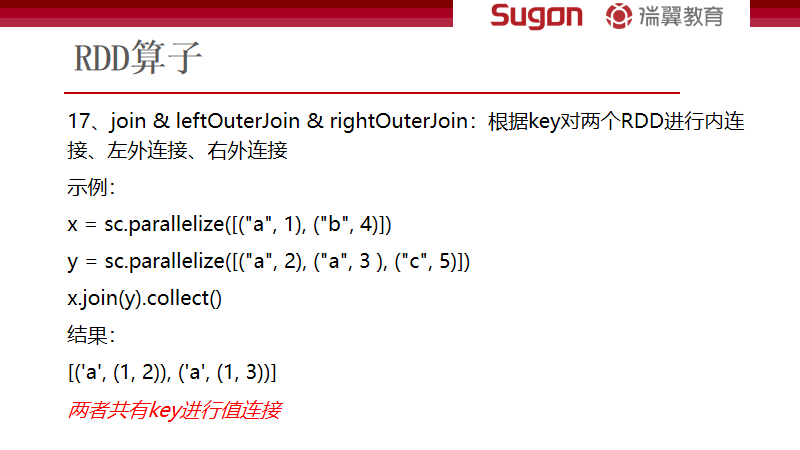 Sugon 瑞翼教育
RDD算子
17、join & leftOuterJoin & rightOuterJoin：根据key对两个RDD进行内连
接、左外连接、右外连接
示例：
x = sc.parallelize([("a", 1), ("b", 4)])
y = sc.parallelize([("a", 2), ("a", 3 ), ("c", 5)])
x.join(y).collect()
结果：
[('a', (1, 2)), ('a', (1, 3))]
两者共有key进行值连接